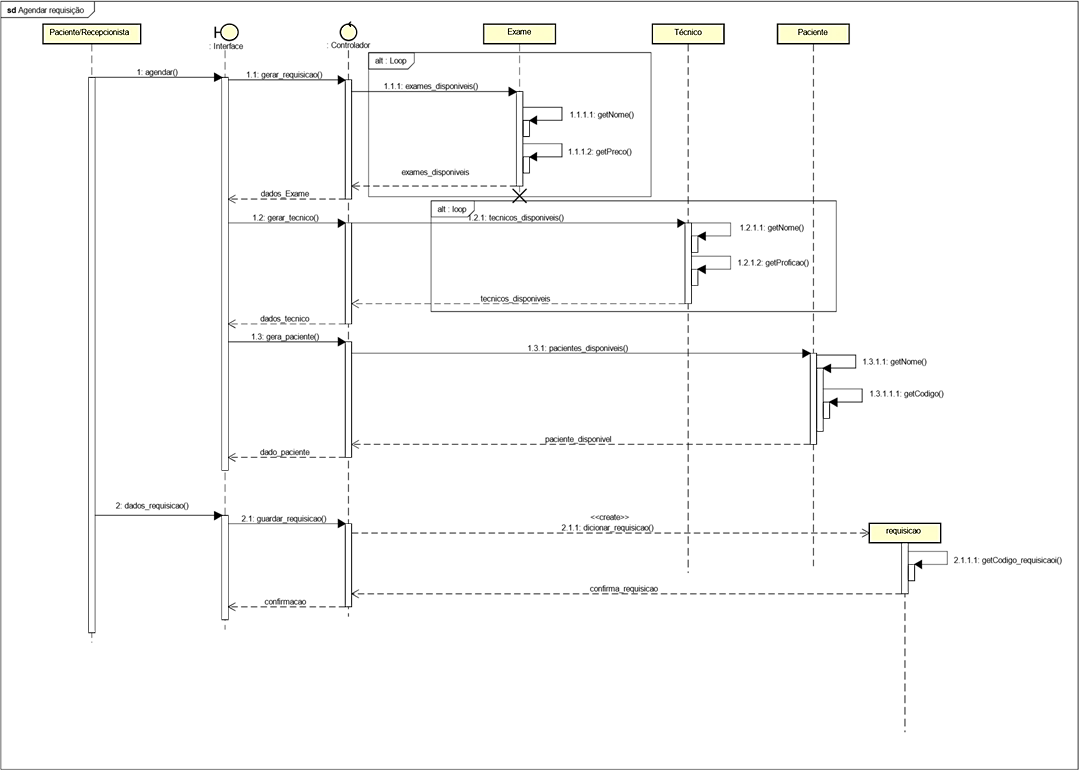 sd Agendar requisição
Paciente/Recepcionista
: Interface
: Controlador
Exame
Técnico
Paciente
alt : Loop
1: agendar()
1.1: gerar_requisicao()
1.1.1: exames_disponiveis()
1.1.1.1: getNome()
1.1.1.2: getPreco()
exames_disponiveis
dados_Exame
alt : loop
1.2: gerar_tecnico()
1.2.1: tecnicos_disponiveis()
1.2.1.1: getNome()
1.2.1.2: getProficao()
tecnicos_disponiveis
dados_tecnico
1.3: gera_paciente()
1.3.1: pacientes_disponiveis()
1.3.1.1: getNome()
1.3.1.1.1: getCodigo()
paciente_disponivel
dado_paciente
2: dados_requisicao()
2.1: guardar_requisicao()
<<create>>
2.1.1: dicionar_requisicao()
requisicao
2.1.1.1: getCodigo_requisicaoi()
confirma_requisicao
confirmacao